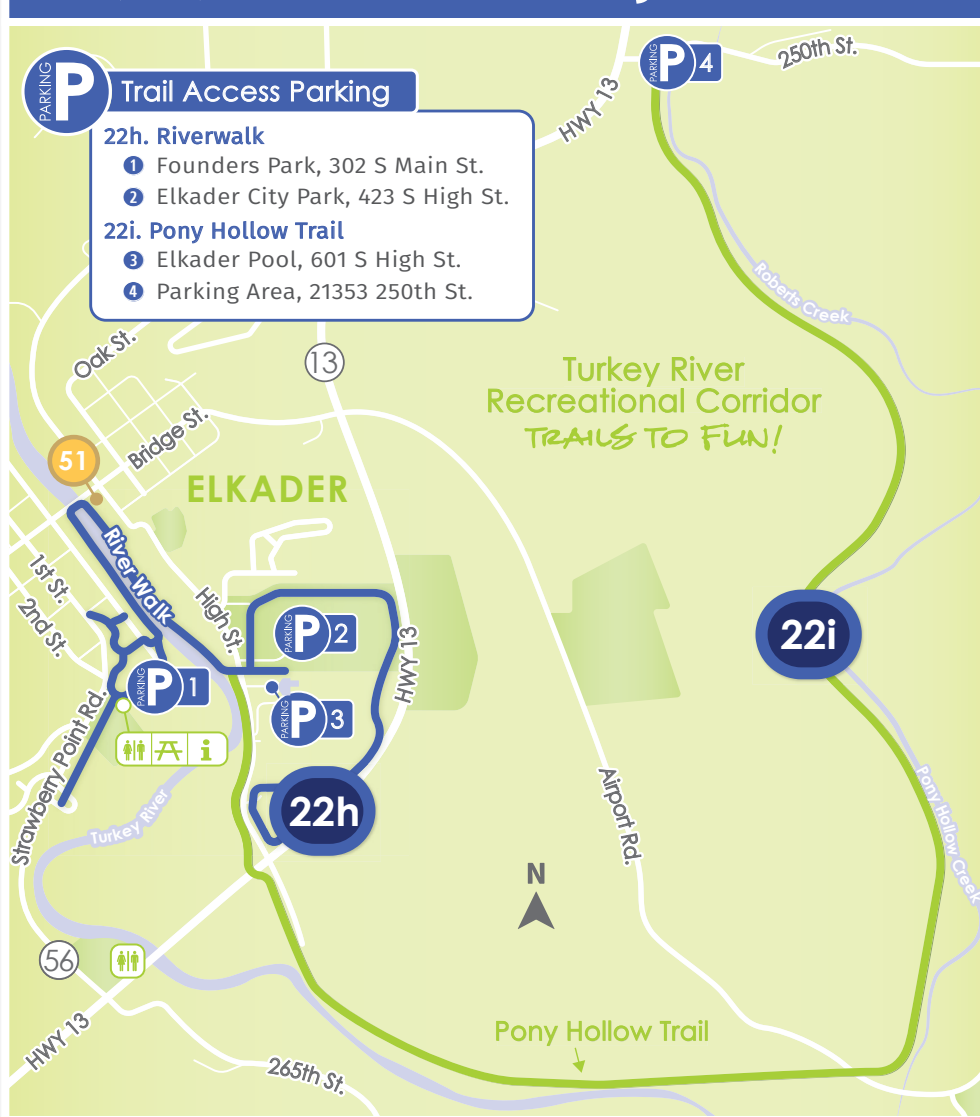 PARKING P Trail Access Parking
22h. Riverwalk
1 Founders Park, 302 S Main St.
2 Elkader City Park, 423 S High St.
22i. Pony Hollow Trail
3 Elkader Pool, 601 S High St.
4 Parking Area, 21353 250th St.
PARKING P 4
250th St.
HWY 13
Roberts Creek
Oak St.
13
Turkey River
Recreational Corridor
TRAILS TO FUN!
Bridge St.
51
ELKADER
River Walk
1st St.
2nd St.
High St.
PARKING P 2
HWY 13
22i
PARKING P 1
PARKING P 3
i
Strawberry Point Rd.
Turkey River
22h
Airport Rd.
Pony Hollow Creek
N
56
HWY 13
265th St.
Pony Hollow Trail